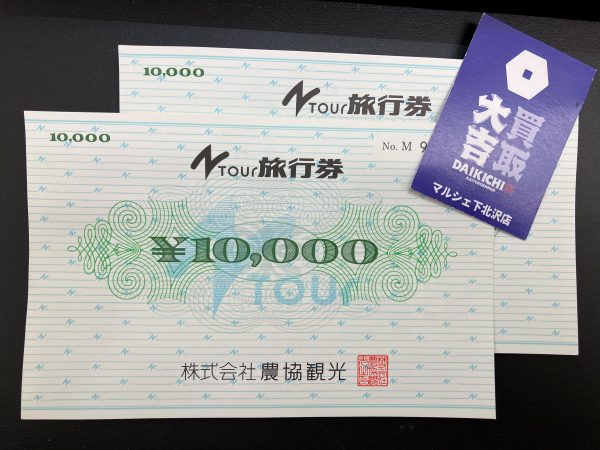 10,000
N TOUR旅行券
No. M 9
10,000
N TOUR旅行券
¥10,000
TOUR
株式会社農協観光
買取
大吉
DAIKICHI
マルシェ下北沢店